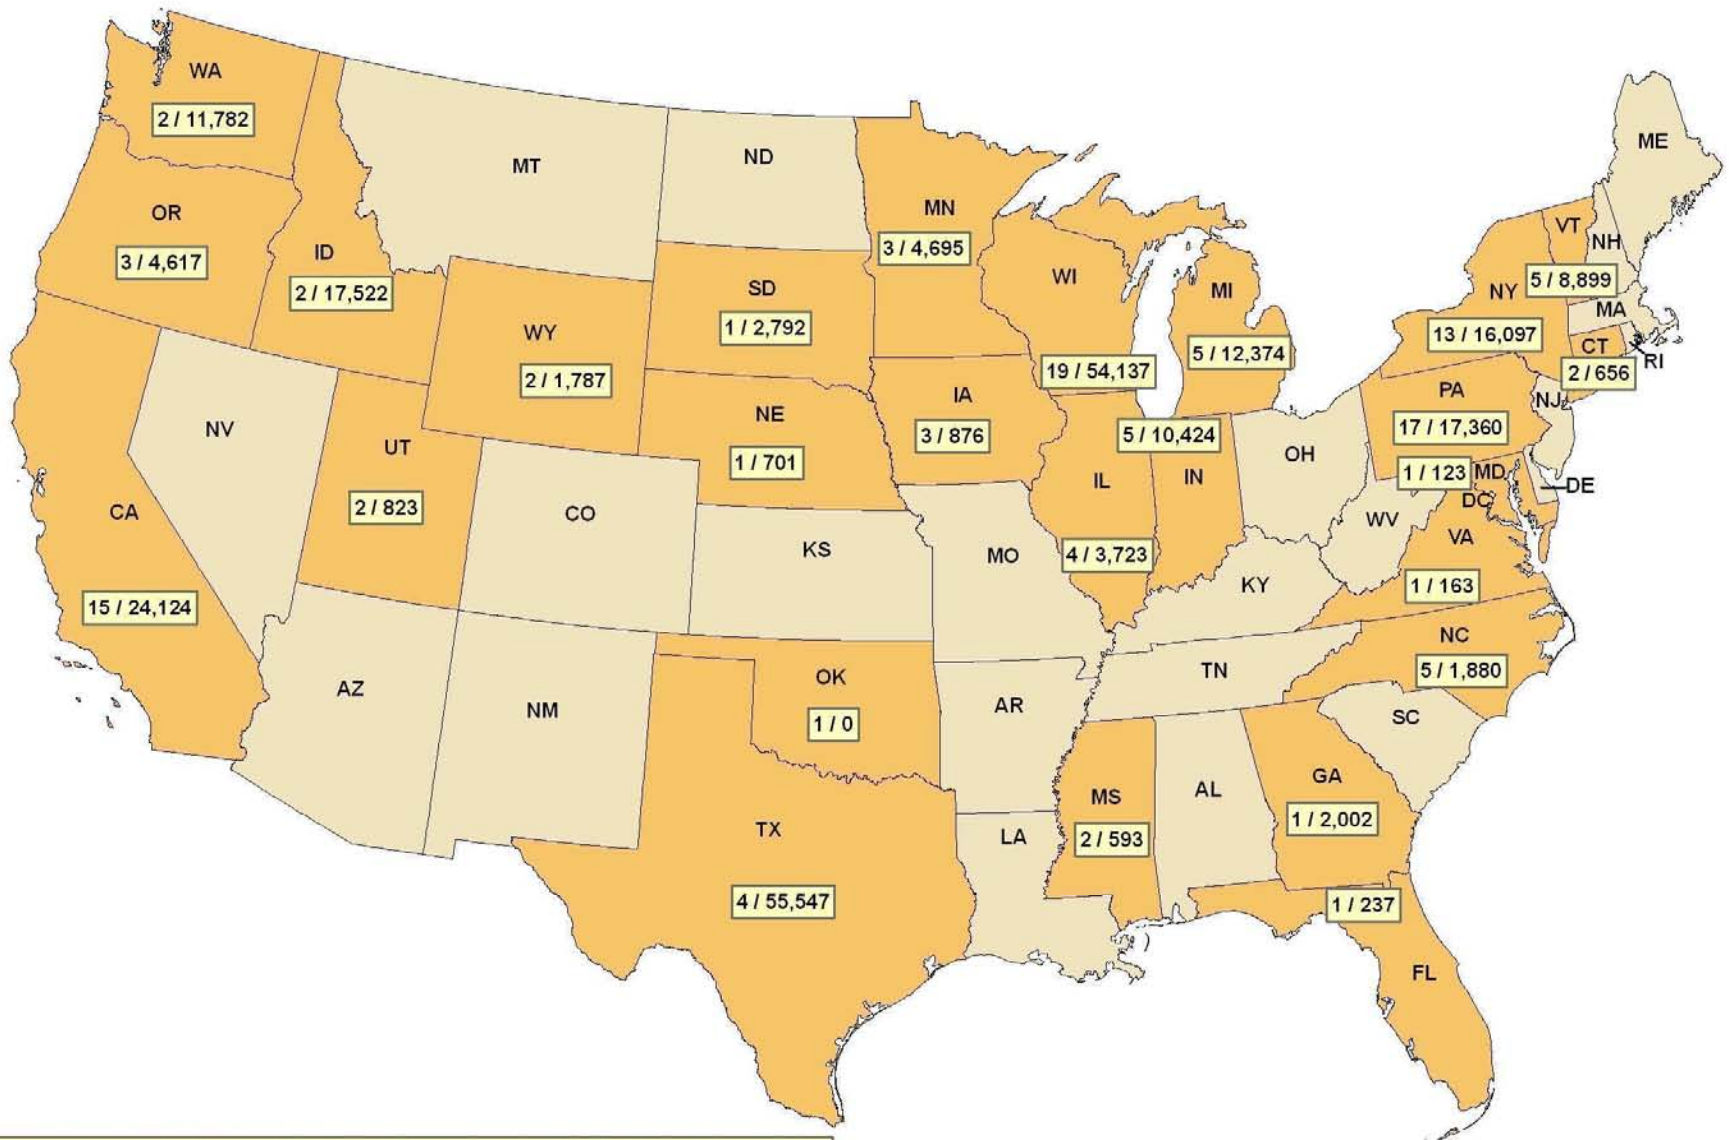 WA
2 / 11,782
OR
3 / 4,617
ID
2 / 17,522
MT
ND
MN
3 / 4,695
SD
1 / 2,792
WY
2 / 1,787
WI
19 / 54,137
MI
5 / 12,374
ME
VT
NH
5 / 8,899
NY
13 / 16,097
MA
CT
RI
2 / 656
IA
3 / 876
NE
1 / 701
NV
UT
2 / 823
CA
15 / 24,124
CO
KS
MO
IL
4 / 3,723
5 / 10,424
IN
OH
PA
17 / 17,360
NJ
1 / 123
MD
DE
DC
WV
VA
1 / 163
KY
NC
5 / 1,880
TN
SC
AZ
NM
OK
1 / 0
AR
TX
4 / 55,547
LA
MS
2 / 593
AL
GA
1 / 2,002
1 / 237
FL